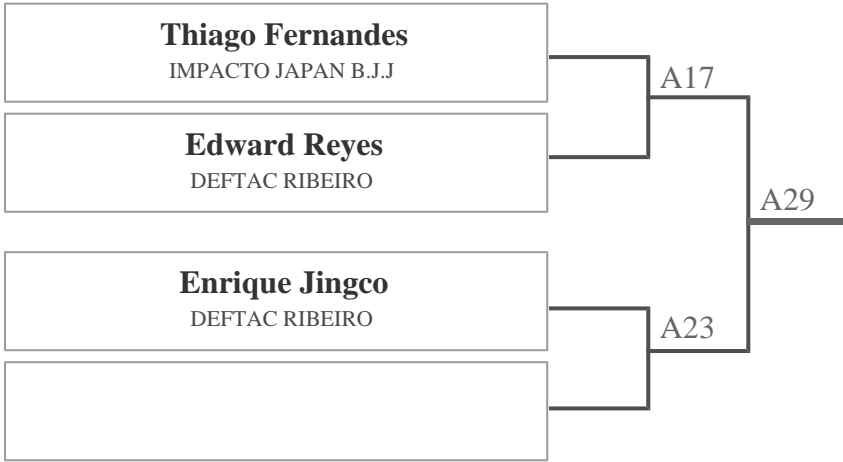 Thiago Fernandes
IMPACTO JAPAN B.J.J
A17
Edward Reyes
DEFTAC RIBEIRO
A29
Enrique Jingco
DEFTAC RIBEIRO
A23